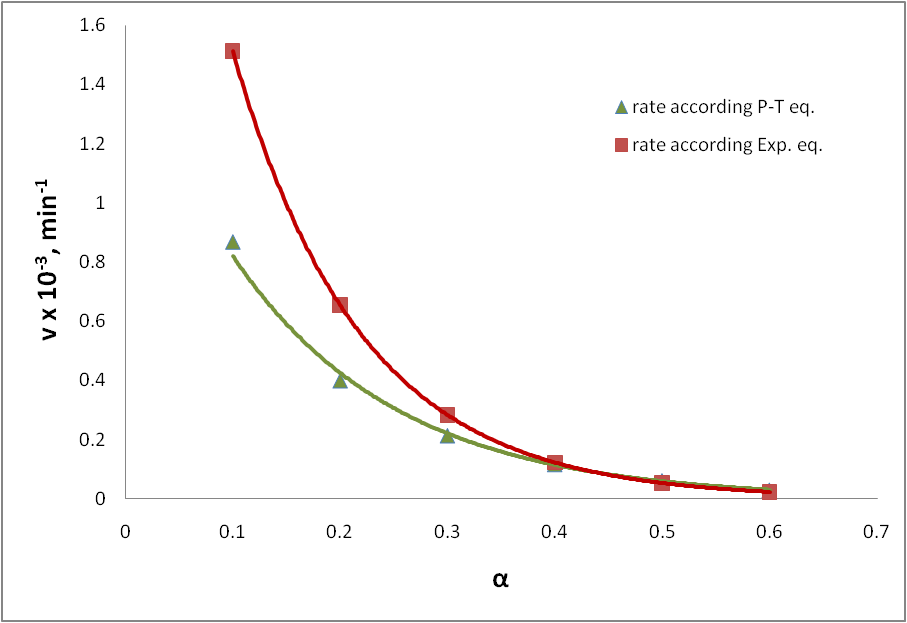 1.6
1.4
1.2
1
0.8
0.6
0.4
0.2
0
v x 10⁻³, min⁻¹
rate according P-T eq.
rate according Exp. eq.
0 0.1 0.2 0.3 0.4 0.5 0.6 0.7
α